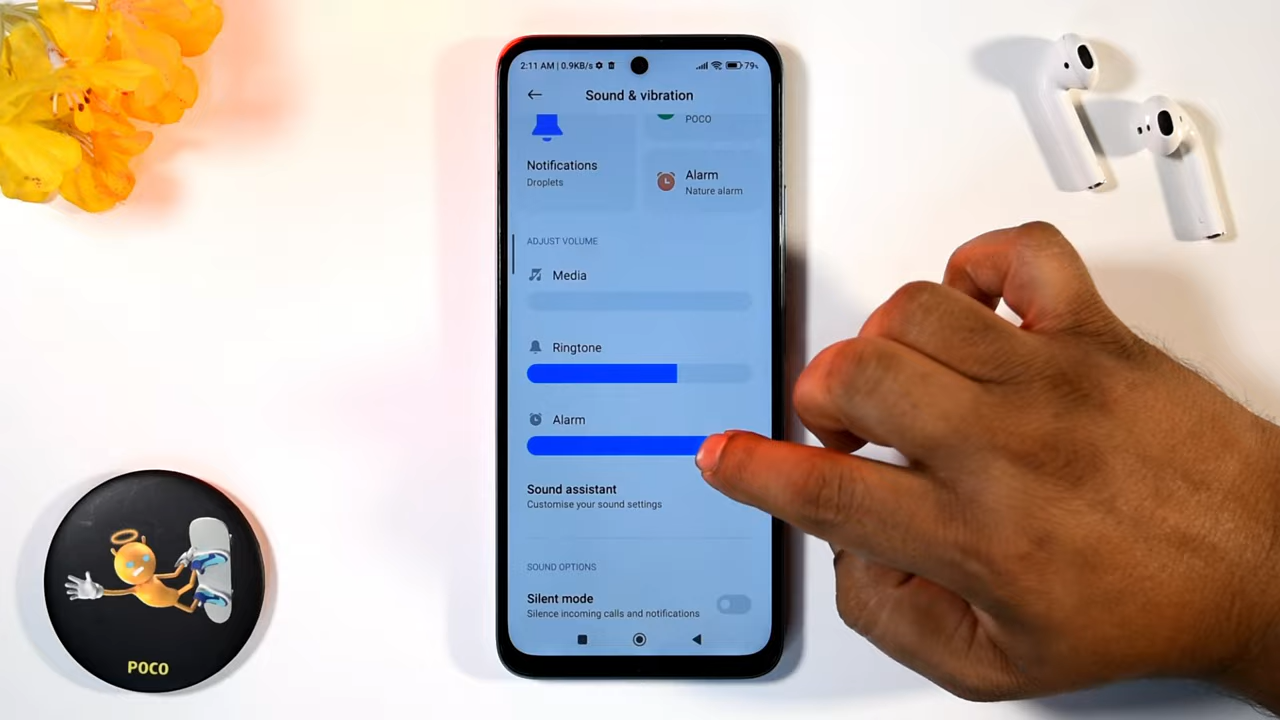 2:11 AM | 0.9KB/s
79%
Sound & vibration
POCO
Notifications
Droplets
Alarm
Nature alarm
ADJUST VOLUME
Media
Ringtone
Alarm
Sound assistant
Customise your sound settings
SOUND OPTIONS
Silent mode
Silence incoming calls and notifications
POCO